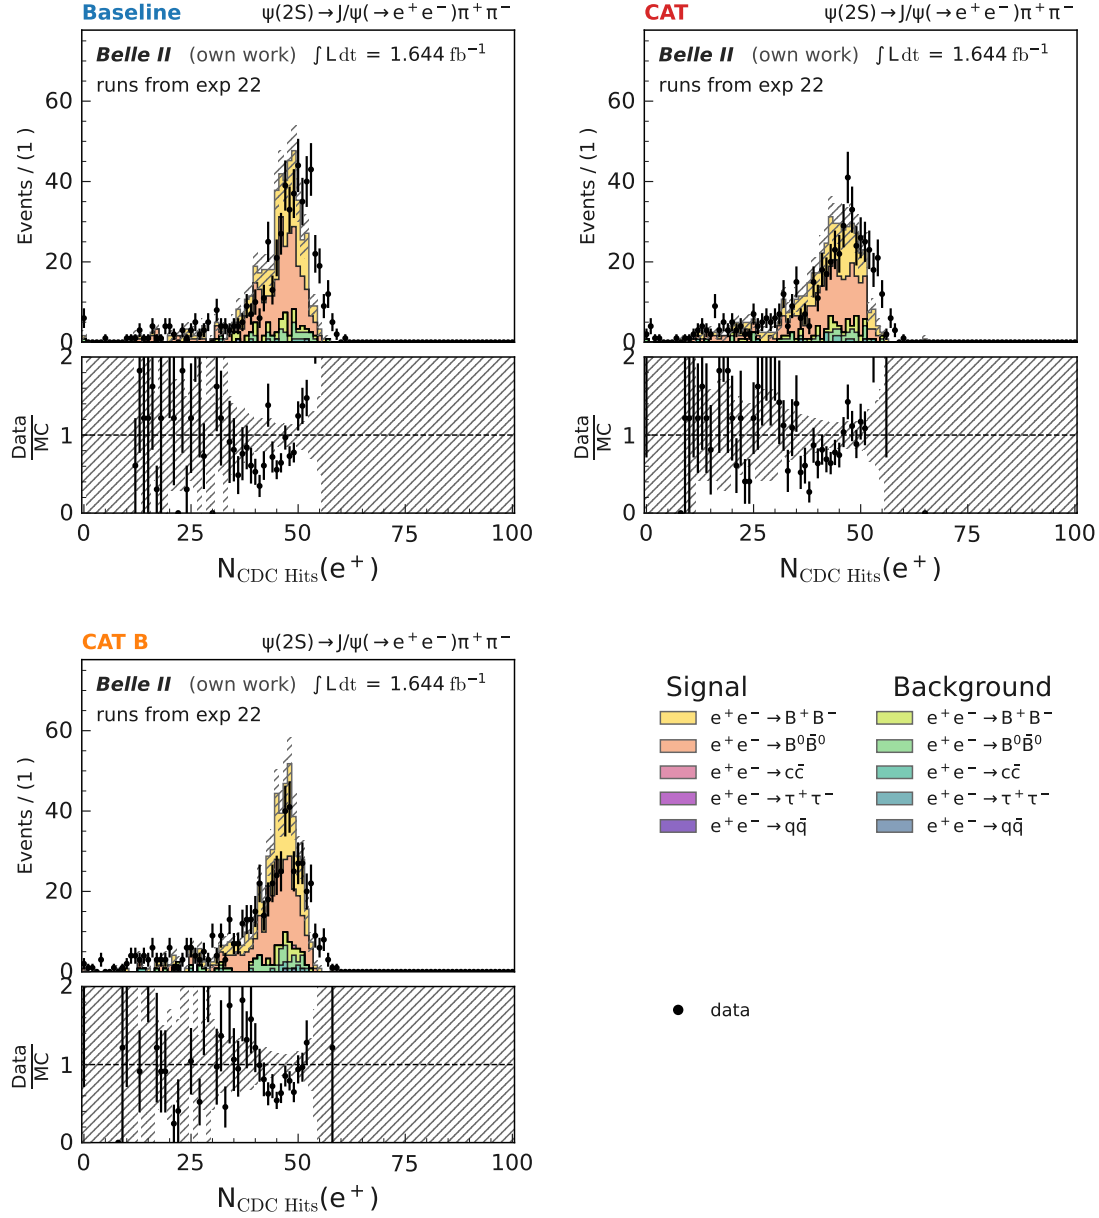 Baseline ψ(2S)→J/ψ(→e⁺e⁻)π⁺π⁻
Belle II (own work) ∫L dt = 1.644 fb⁻¹
runs from exp 22
Events / (1 )
60
40
20
0
Data/MC
2
1
0
0 25 50 75 100
N_CDC Hits(e⁺)
CAT ψ(2S)→J/ψ(→e⁺e⁻)π⁺π⁻
Belle II (own work) ∫L dt = 1.644 fb⁻¹
runs from exp 22
Events / (1 )
60
40
20
0
Data/MC
2
1
0
0 25 50 75 100
N_CDC Hits(e⁺)
CAT B ψ(2S)→J/ψ(→e⁺e⁻)π⁺π⁻
Belle II (own work) ∫L dt = 1.644 fb⁻¹
runs from exp 22
Events / (1 )
60
40
20
0
Data/MC
2
1
0
0 25 50 75 100
N_CDC Hits(e⁺)
Signal
e⁺e⁻→B⁺B⁻
e⁺e⁻→B⁰B̄⁰
e⁺e⁻→cc̄
e⁺e⁻→τ⁺τ⁻
e⁺e⁻→qq̄
Background
e⁺e⁻→B⁺B⁻
e⁺e⁻→B⁰B̄⁰
e⁺e⁻→cc̄
e⁺e⁻→τ⁺τ⁻
e⁺e⁻→qq̄
data